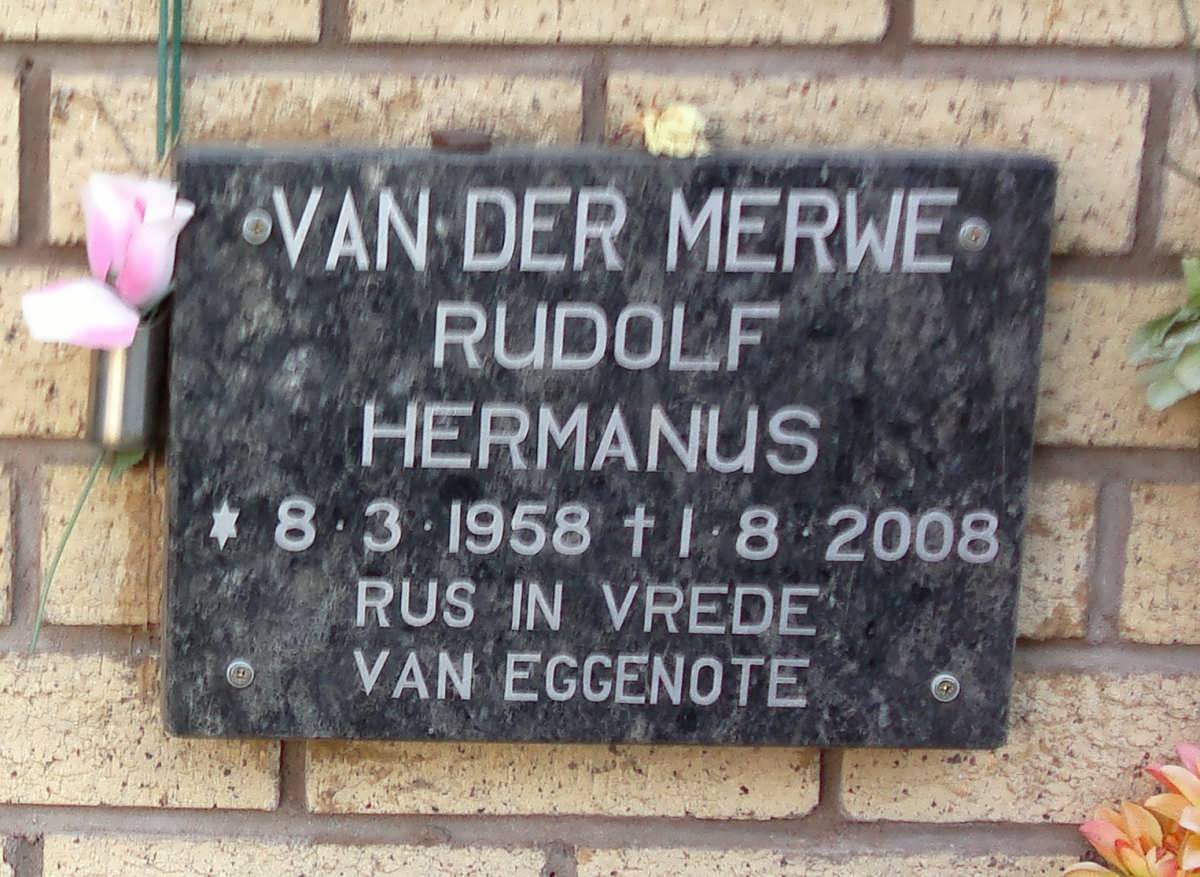 VAN DER MERWE
RUDOLF
HERMANUS
* 8·3·1958 † 1·8·2008
RUS IN VREDE
VAN EGGENOTE